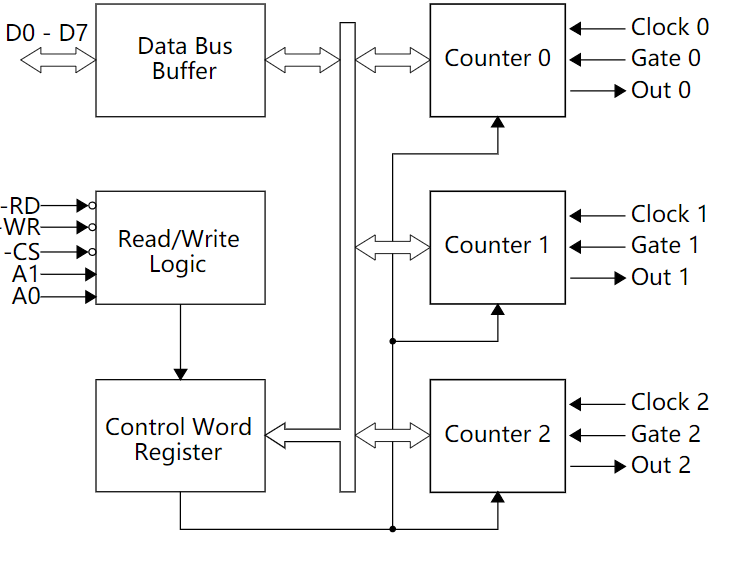 D0 - D7
Data Bus
Buffer
Counter 0
Clock 0
Gate 0
Out 0
-RD
-WR
-CS
A1
A0
Read/Write
Logic
Counter 1
Clock 1
Gate 1
Out 1
Control Word
Register
Counter 2
Clock 2
Gate 2
Out 2